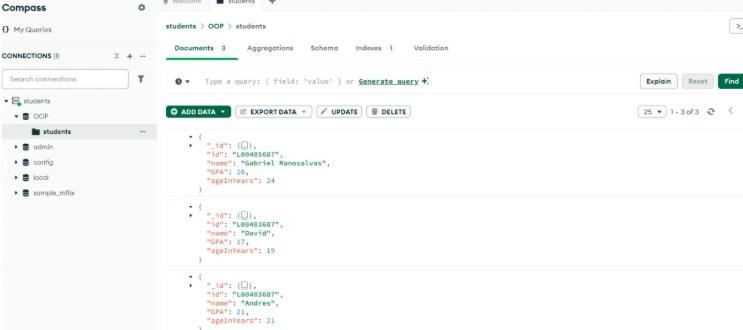 Compass
Welcome
students
My Queries
students > OOP > students
>_
CONNECTIONS (1)
Documents 3 Aggregations Schema Indexes 1 Validation
Search connections
Type a query: { field: 'value' } or Generate query
Explain Reset Find
students
OOP
students
admin
config
local
sample_mflix
ADD DATA EXPORT DATA UPDATE DELETE
25 1 – 3 of 3
{
"_id": {…},
"id": "L00405687",
"name": "Gabriel Manosalvas",
"GPA": 16,
"ageInYears": 24
}
{
"_id": {…},
"id": "L00403687",
"name": "David",
"GPA": 17,
"ageInYears": 19
}
{
"_id": {…},
"id": "L00403687",
"name": "Andres",
"GPA": 21,
"ageInYears": 21
}